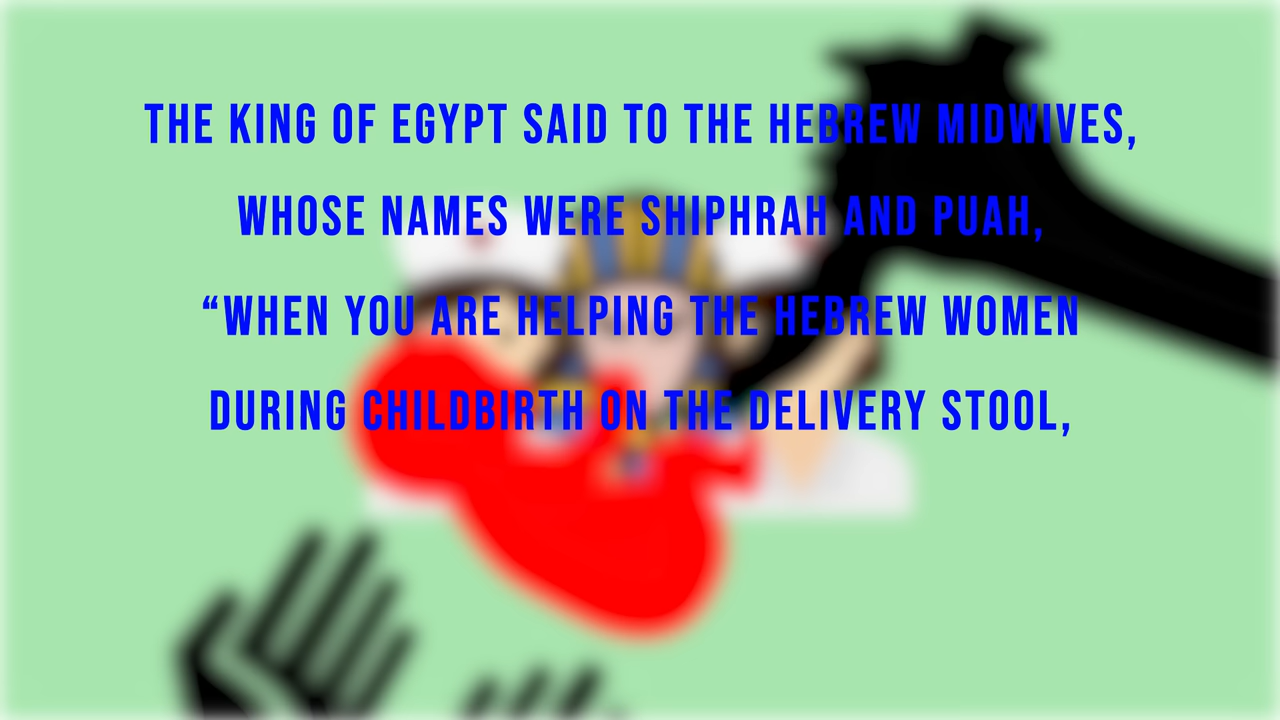 THE KING OF EGYPT SAID TO THE HEBREW MIDWIVES,
WHOSE NAMES WERE SHIPHRAH AND PUAH,
“WHEN YOU ARE HELPING THE HEBREW WOMEN
DURING CHILDBIRTH ON THE DELIVERY STOOL,